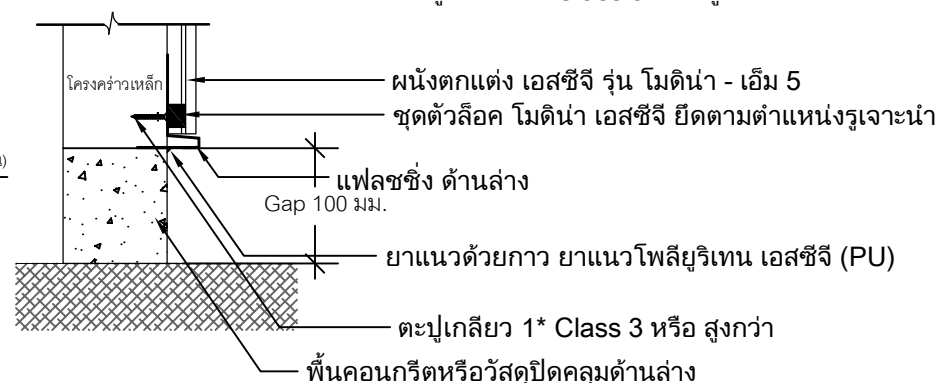 โครงคร่าวเหล็ก
ผนังตกแต่ง เอสซีจี รุ่น โมดิน่า - เอ็ม 5
ชุดตัวล็อค โมดิน่า เอสซีจี ยึดตามตำแหน่งรูเจาะนำ
แฟลชชิ่ง ด้านล่าง
Gap 100 มม.
ยาแนวด้วยกาว ยาแนวโพลียูริเทน เอสซีจี (PU)
ตะปูเกลียว 1* Class 3 หรือ สูงกว่า
พื้นคอนกรีตหรือวัสดุปิดคลุมด้านล่าง